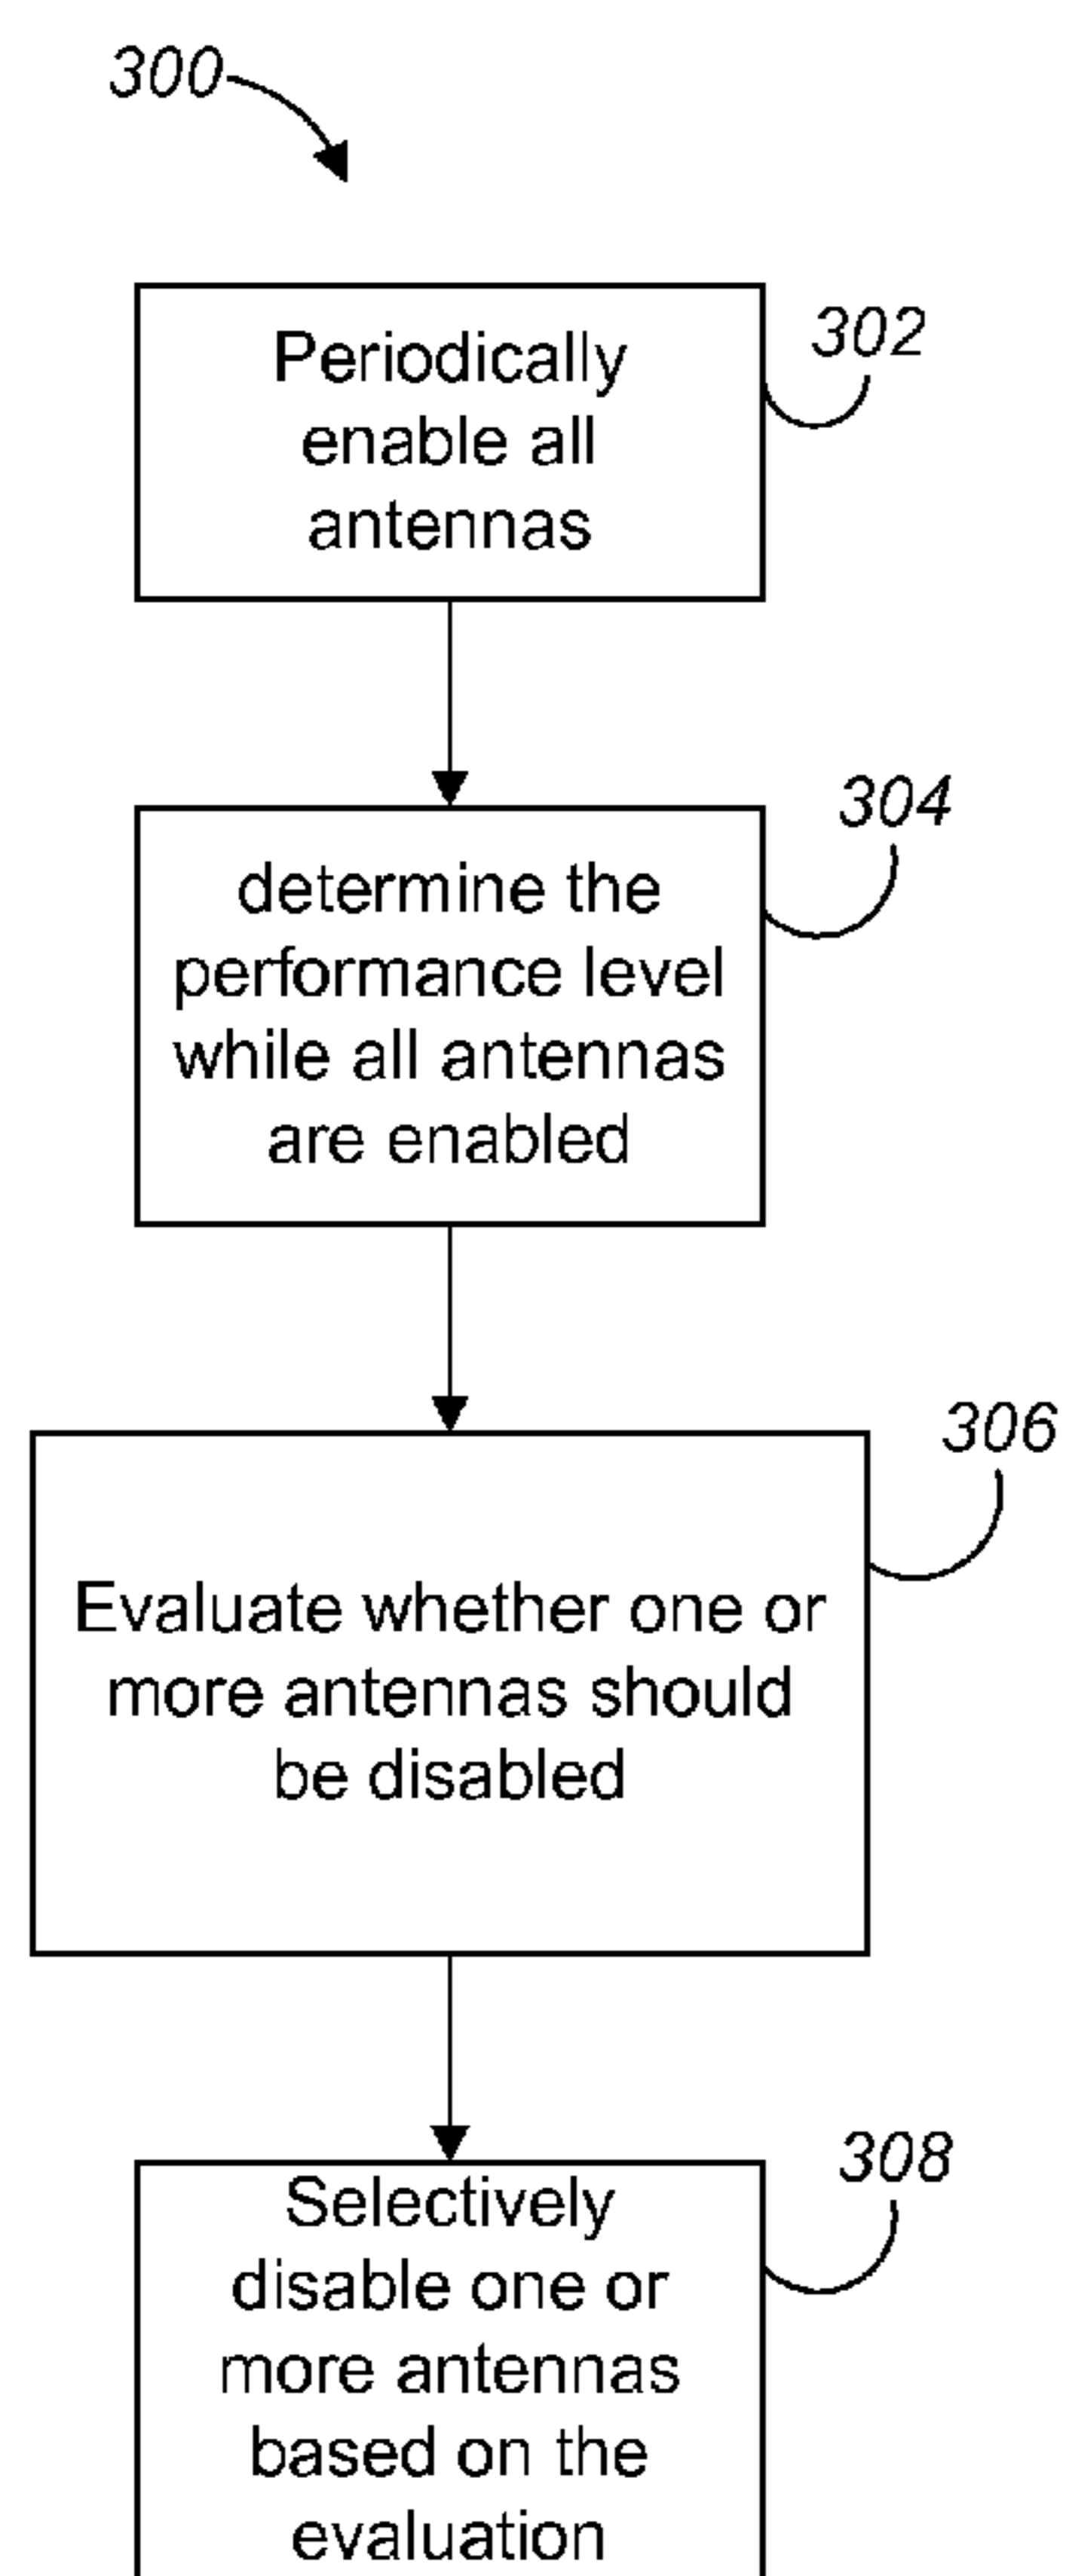 300
Periodically
enable all
antennas
302
determine the
performance level
while all antennas
are enabled
304
Evaluate whether one or
more antennas should
be disabled
306
Selectively
disable one or
more antennas
based on the
evaluation
308